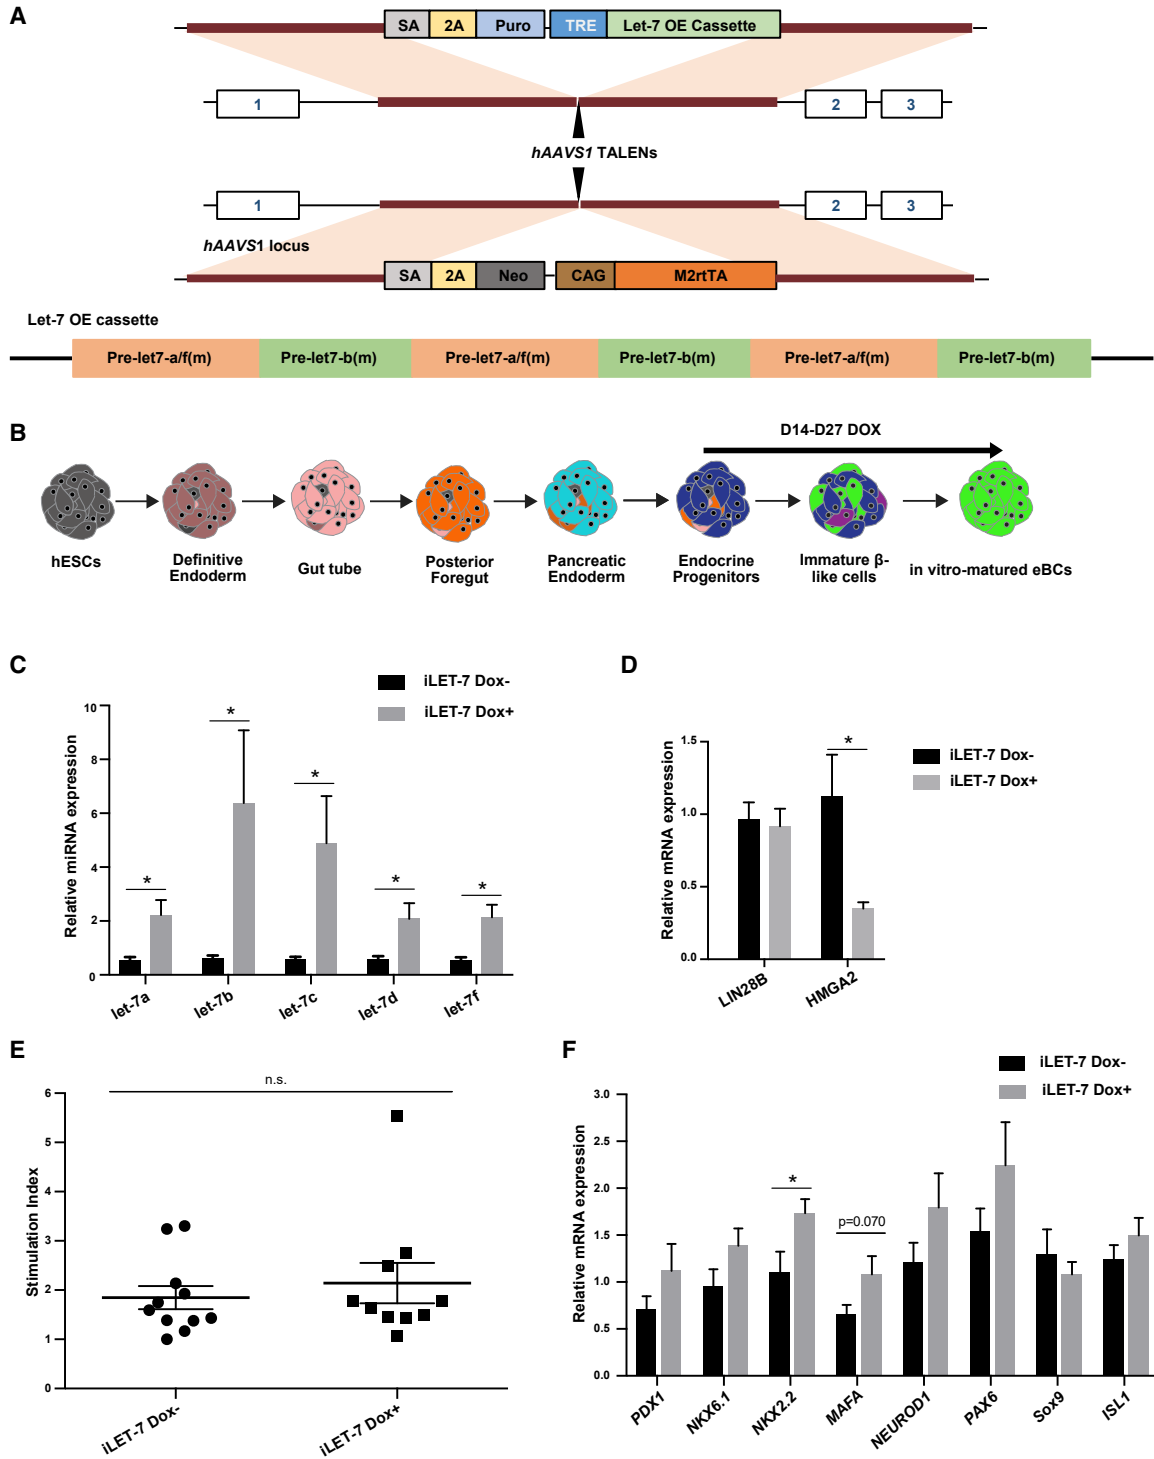 A
SA 2A Puro TRE Let-7 OE Cassette
1 2 3
hAAVS1 TALENs
1 2 3
hAAVS1 locus
SA 2A Neo CAG M2rtTA
Let-7 OE cassette
Pre-let7-a/f(m) Pre-let7-b(m) Pre-let7-a/f(m) Pre-let7-b(m) Pre-let7-a/f(m) Pre-let7-b(m)
B
D14-D27 DOX
hESCs
Definitive
Endoderm
Gut tube
Posterior
Foregut
Pancreatic
Endoderm
Endocrine
Progenitors
Immature β-
like cells
in vitro-matured eBCs
C
iLET-7 Dox-
iLET-7 Dox+
Relative miRNA expression
10
8
6
4
2
0
* * * * *
let-7a let-7b let-7c let-7d let-7f
D
iLET-7 Dox-
iLET-7 Dox+
Relative mRNA expression
1.5
1.0
0.5
0.0
*
LIN28B HMGA2
E
n.s.
Stimulation Index
6
5
4
3
2
1
0
iLET-7 Dox- iLET-7 Dox+
F
iLET-7 Dox-
iLET-7 Dox+
Relative mRNA expression
3.0
2.5
2.0
1.5
1.0
0.5
0.0
*
p=0.070
PDX1 NKX6.1 NKX2.2 MAFA NEUROD1 PAX6 Sox9 ISL1